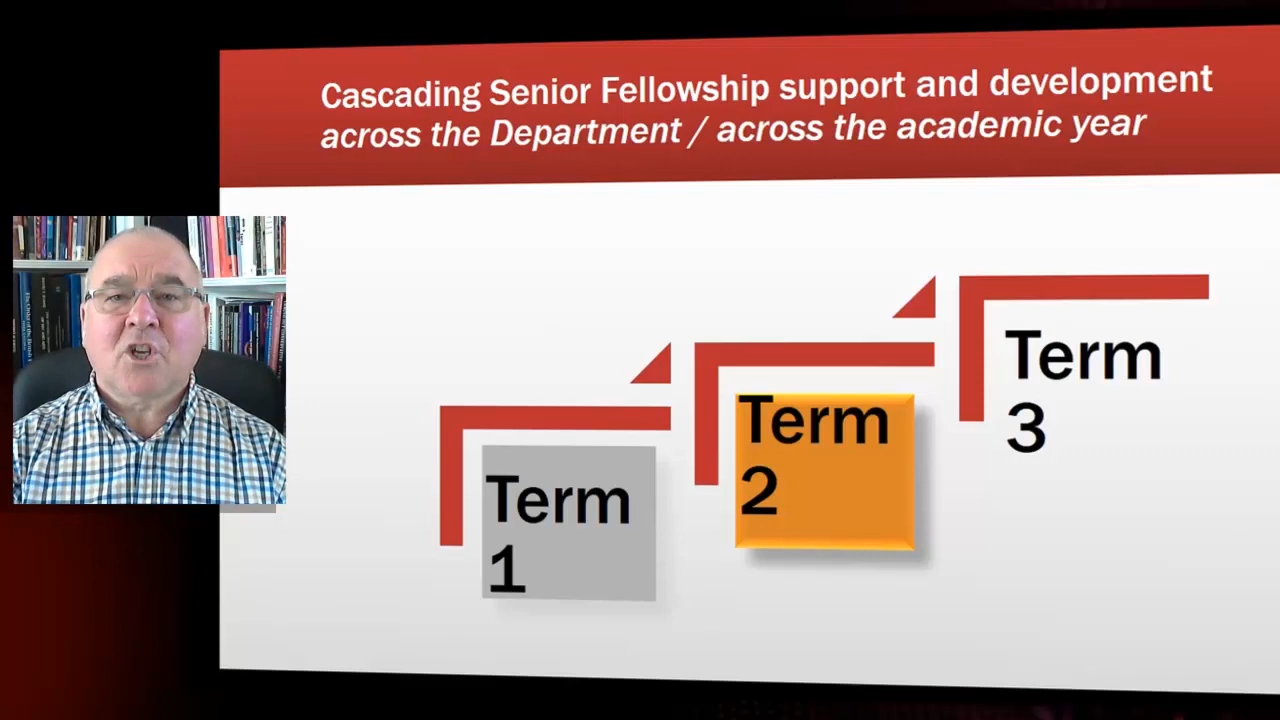 Cascading Senior Fellowship support and development
across the Department / across the academic year
Term
1
Term
2
Term
3